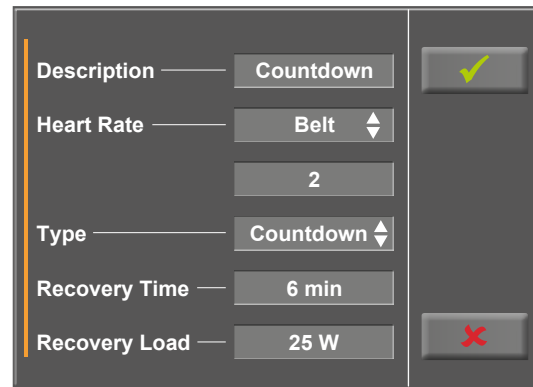 Description Countdown
Heart Rate Belt
2
Type Countdown
Recovery Time 6 min
Recovery Load 25 W